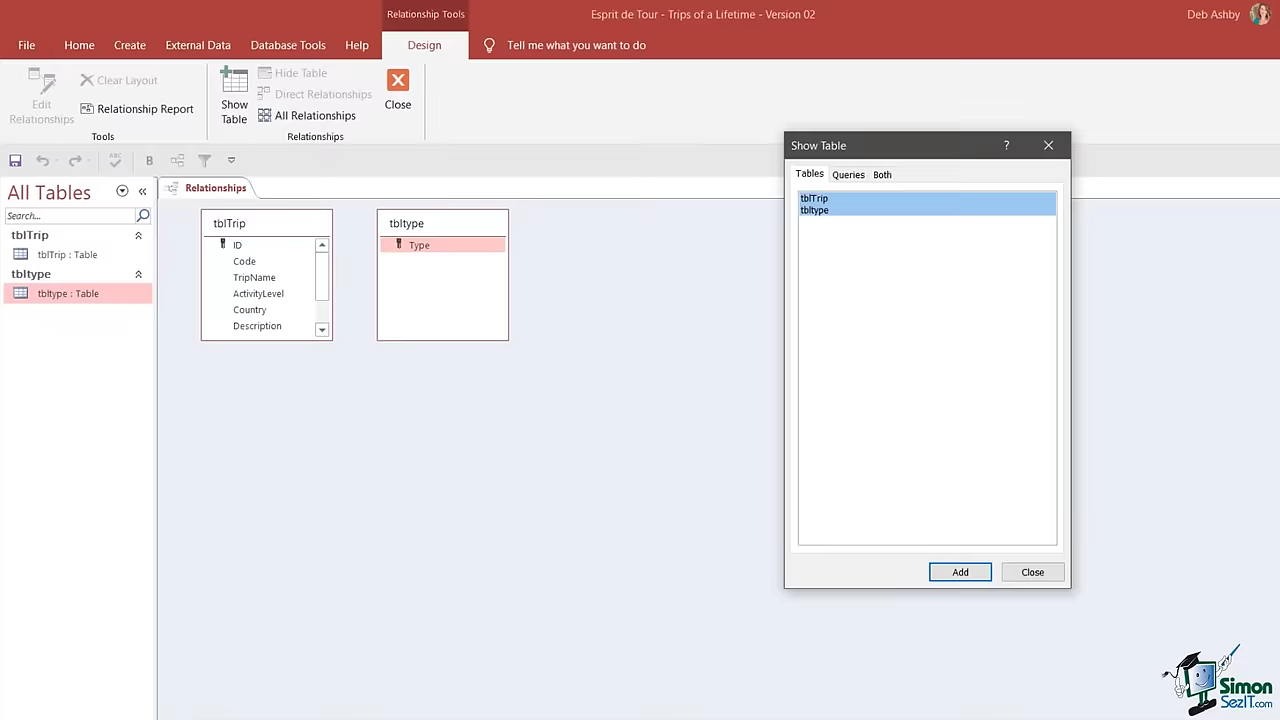 Relationship Tools
Esprit de Tour - Trips of a Lifetime - Version 02
Deb Ashby
File
Home
Create
External Data
Database Tools
Help
Design
Tell me what you want to do
Edit
Relationships
Clear Layout
Relationship Report
Tools
Show
Table
Hide Table
Direct Relationships
All Relationships
Relationships
Close
ABC
B
All Tables
Search...
tblTrip
tblTrip : Table
tbltype
tbltype : Table
Relationships
tblTrip
ID
Code
TripName
ActivityLevel
Country
Description
tbltype
Type
Show Table
?
Tables
Queries
Both
tblTrip
tbltype
Add
Close
Simon
SezIT.com